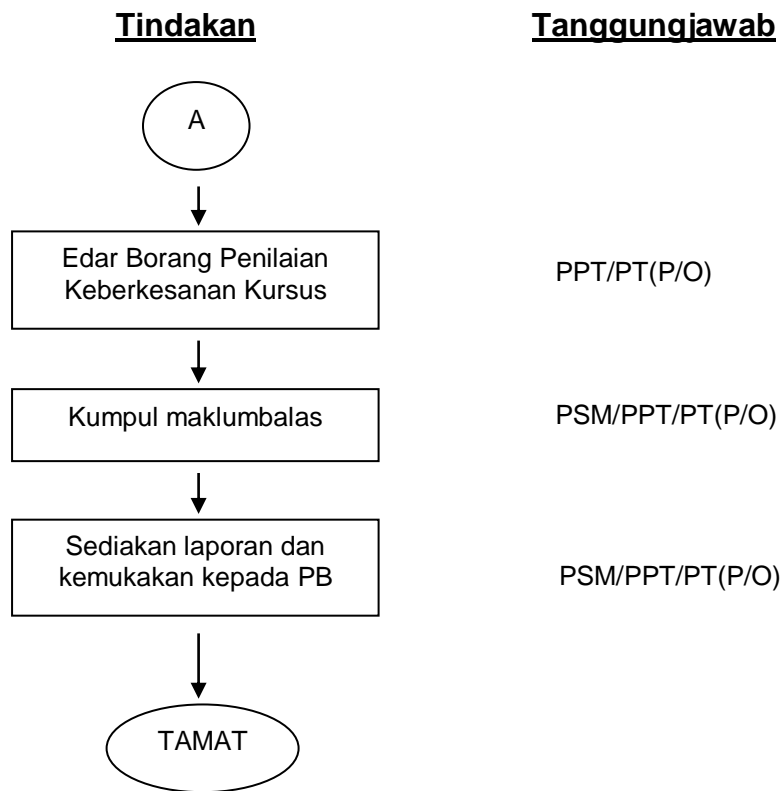 Tindakan
Tanggungjawab
A
Edar Borang Penilaian
Keberkesanan Kursus
PPT/PT(P/O)
Kumpul maklumbalas
PSM/PPT/PT(P/O)
Sediakan laporan dan
kemukakan kepada PB
PSM/PPT/PT(P/O)
TAMAT